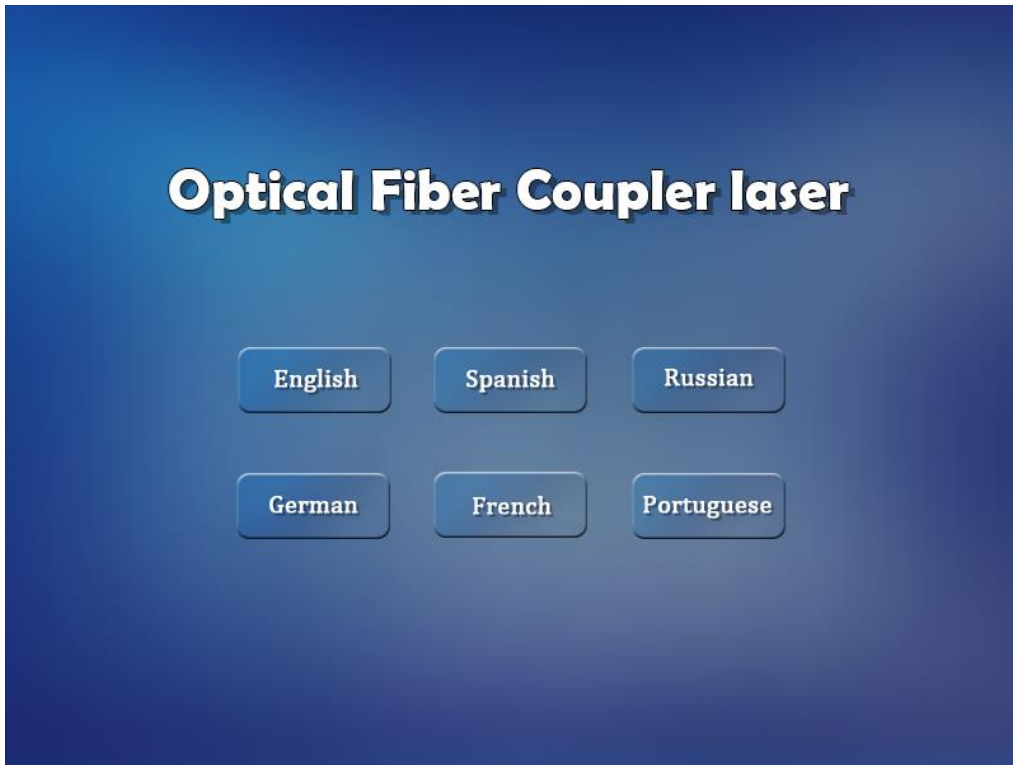 Optical Fiber Coupler laser
English Spanish Russian
German French Portuguese